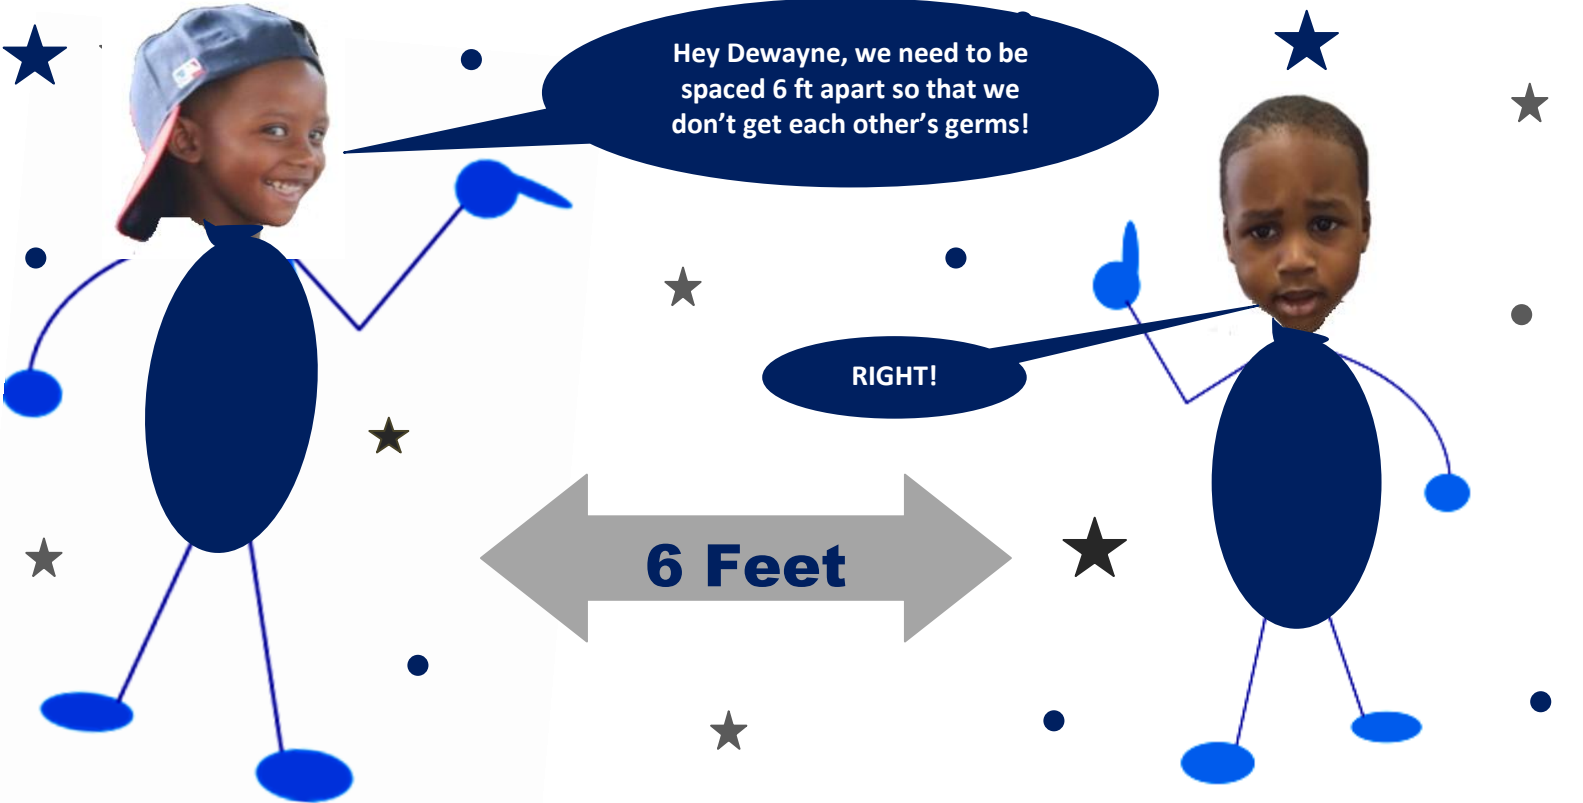 Hey Dewayne, we need to be
spaced 6 ft apart so that we
don’t get each other’s germs!
RIGHT!
6 Feet